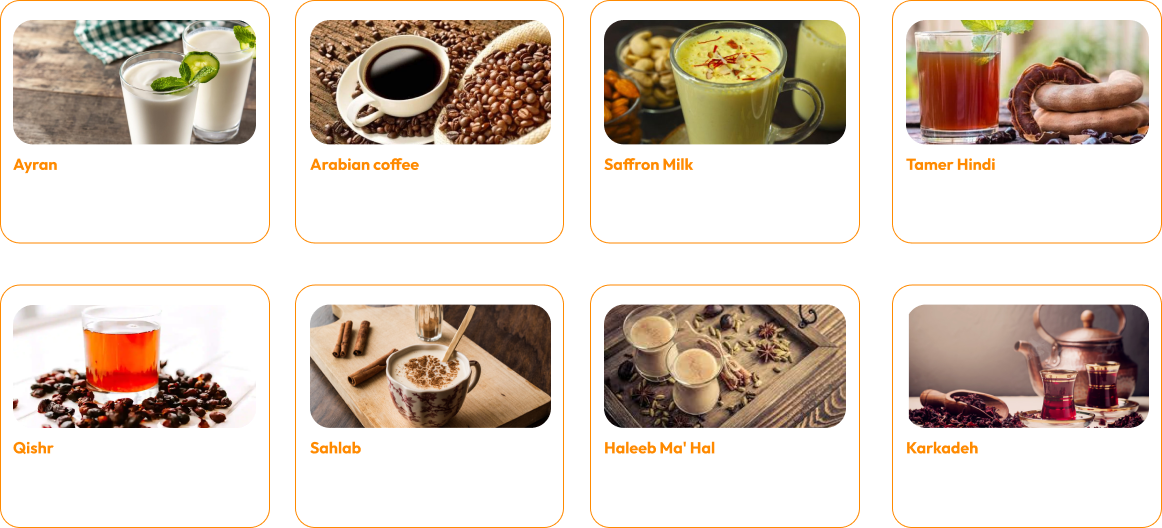 Ayran
Arabian coffee
Saffron Milk
Tamer Hindi
Qishr
Sahlab
Haleeb Ma' Hal
Karkadeh